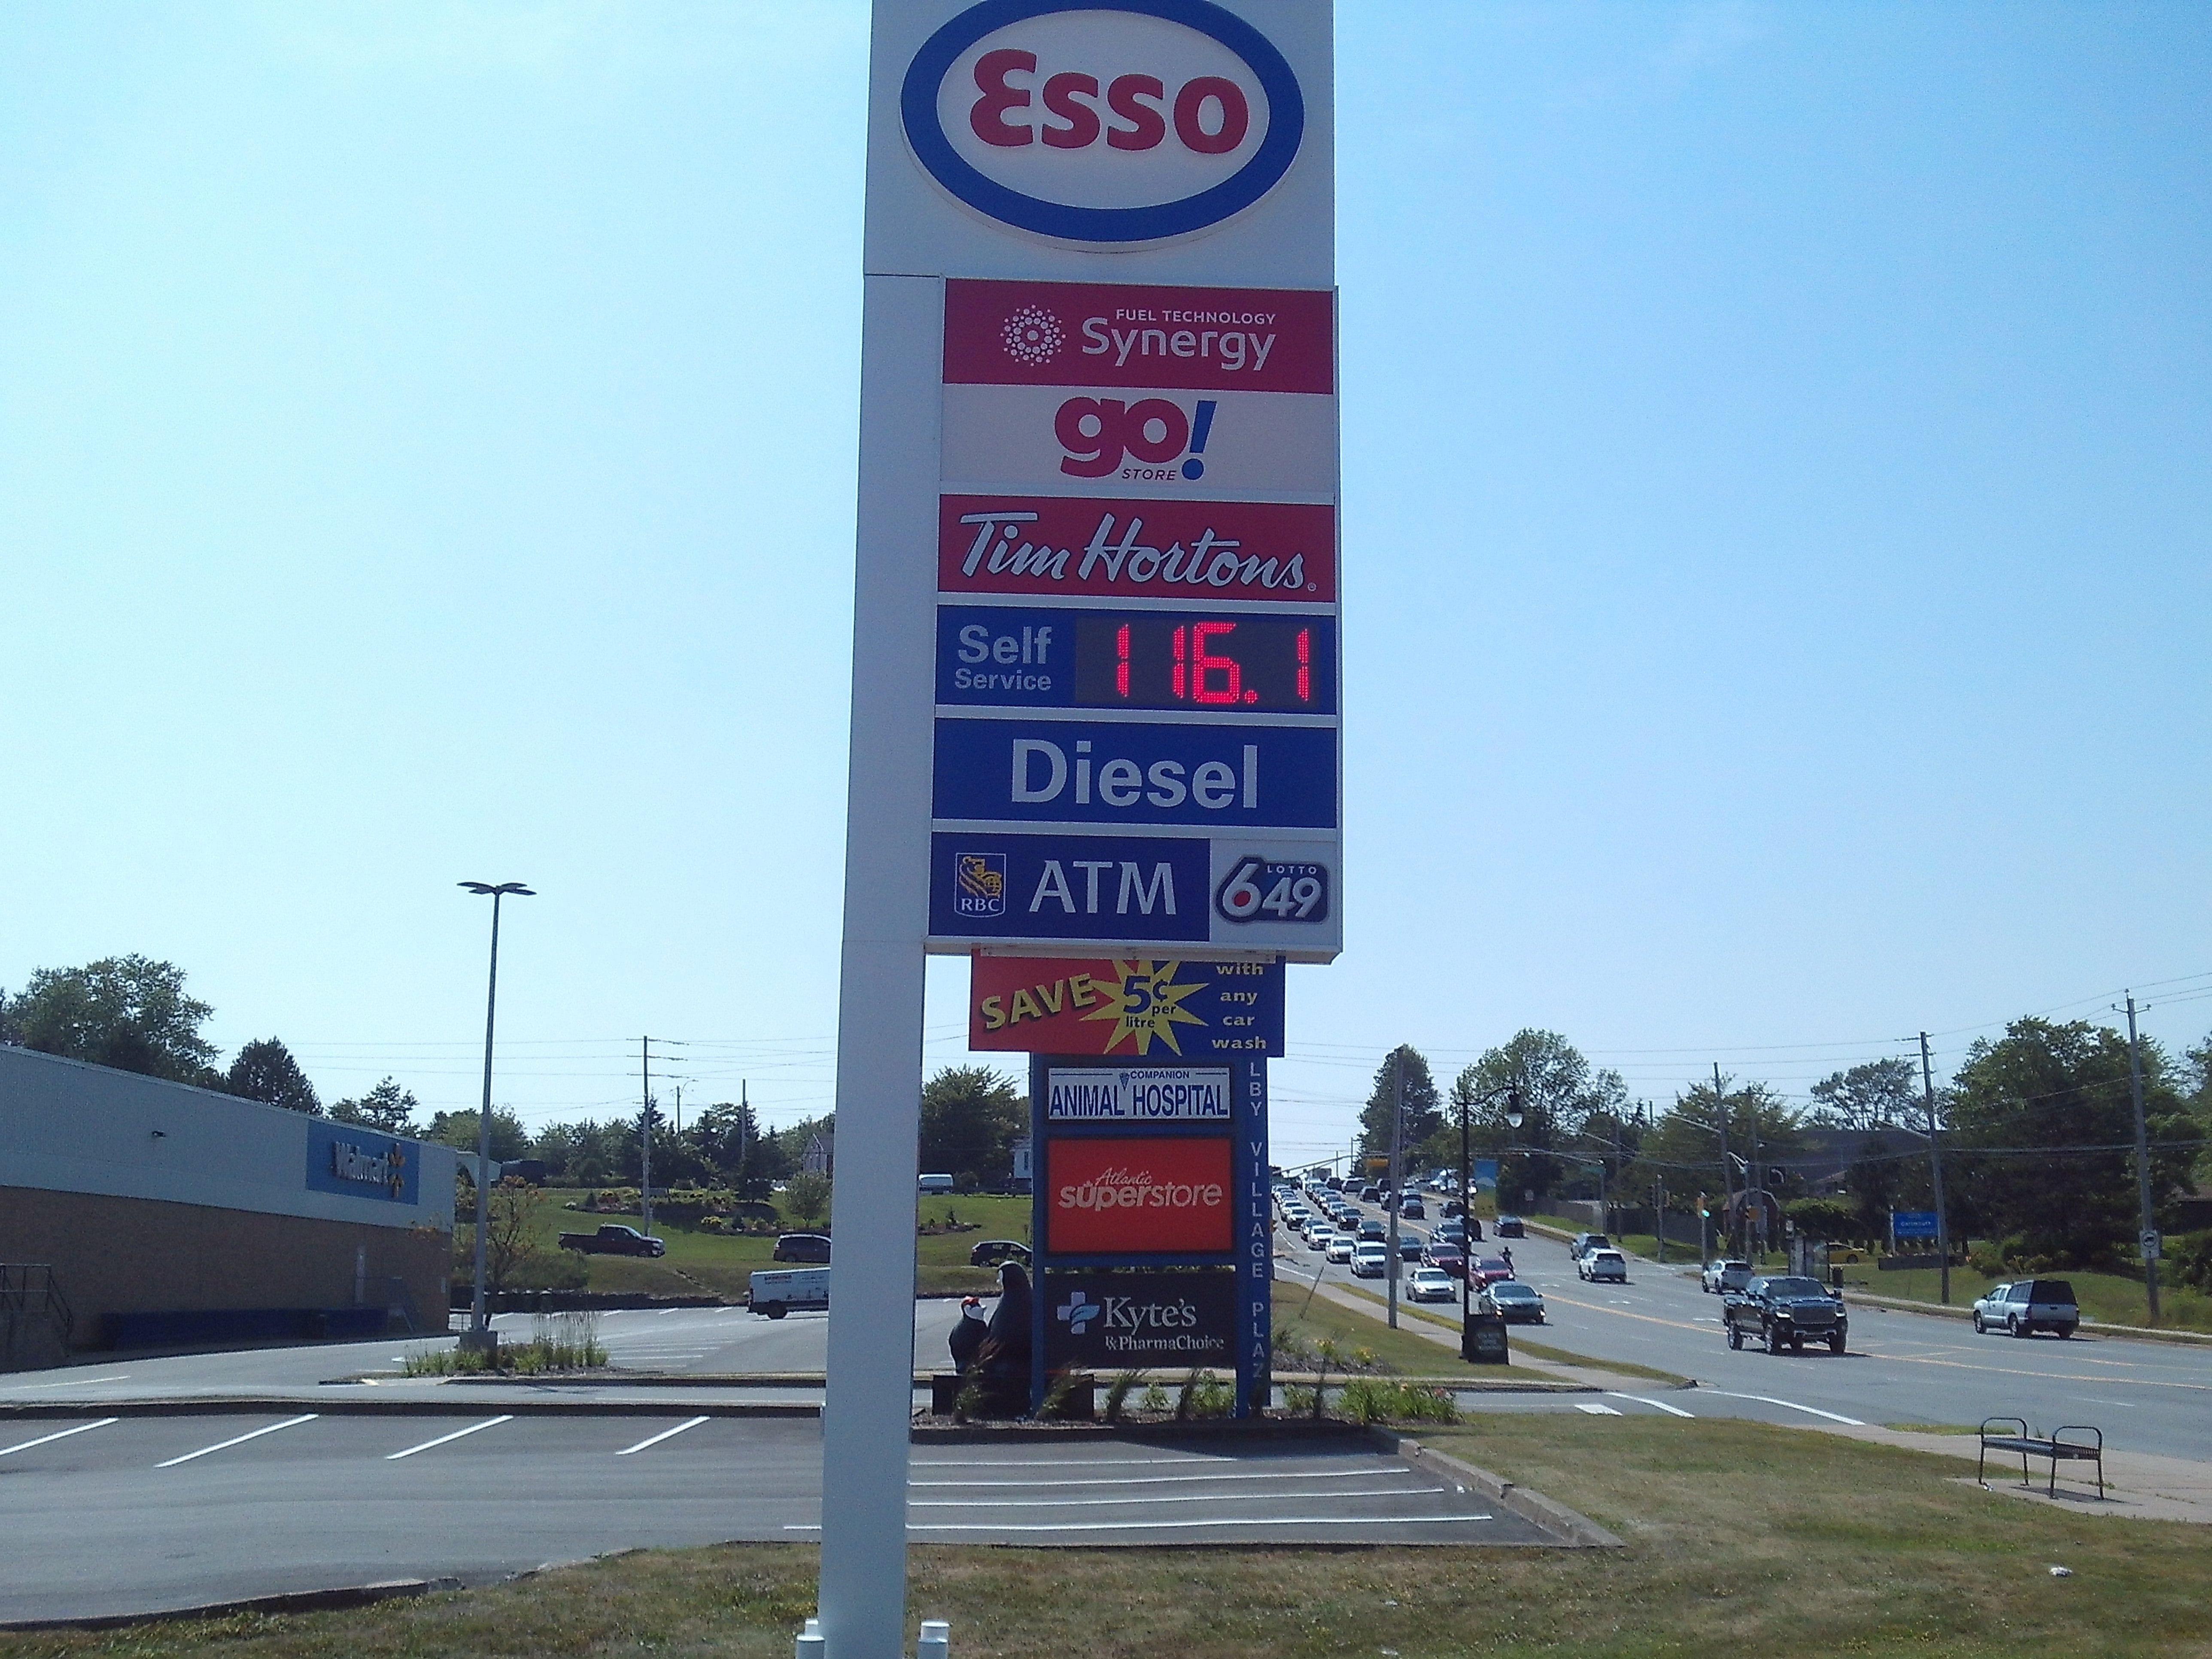 Esso
FUEL TECHNOLOGY
Synergy
go!
STORE
Tim Hortons
Self
Service
116.1
Diesel
RBC
ATM
LOTTO
649
SAVE
5¢
per
litre
with
any
car
wash
COMPANION
ANIMAL HOSPITAL
Atlantic
superstore
Kyte's
PharmaChoice
LBY VILLAGE PLAZ
Walmart